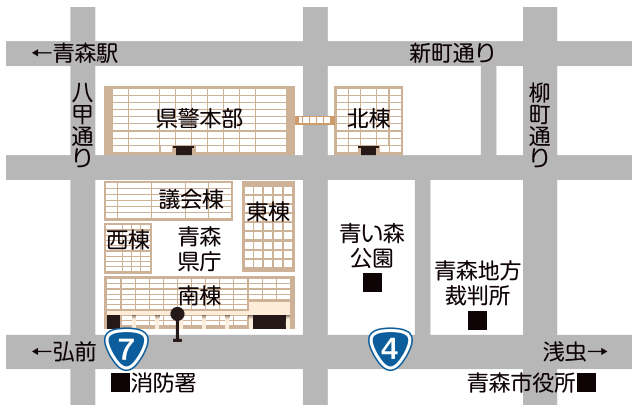 ←青森駅
新町通り
八甲通り
県警本部
北棟
柳町通り
議会棟
東棟
西棟
青森
県庁
青い森
公園
青森地方
裁判所
南棟
7
4
←弘前
浅虫→
消防署
青森市役所